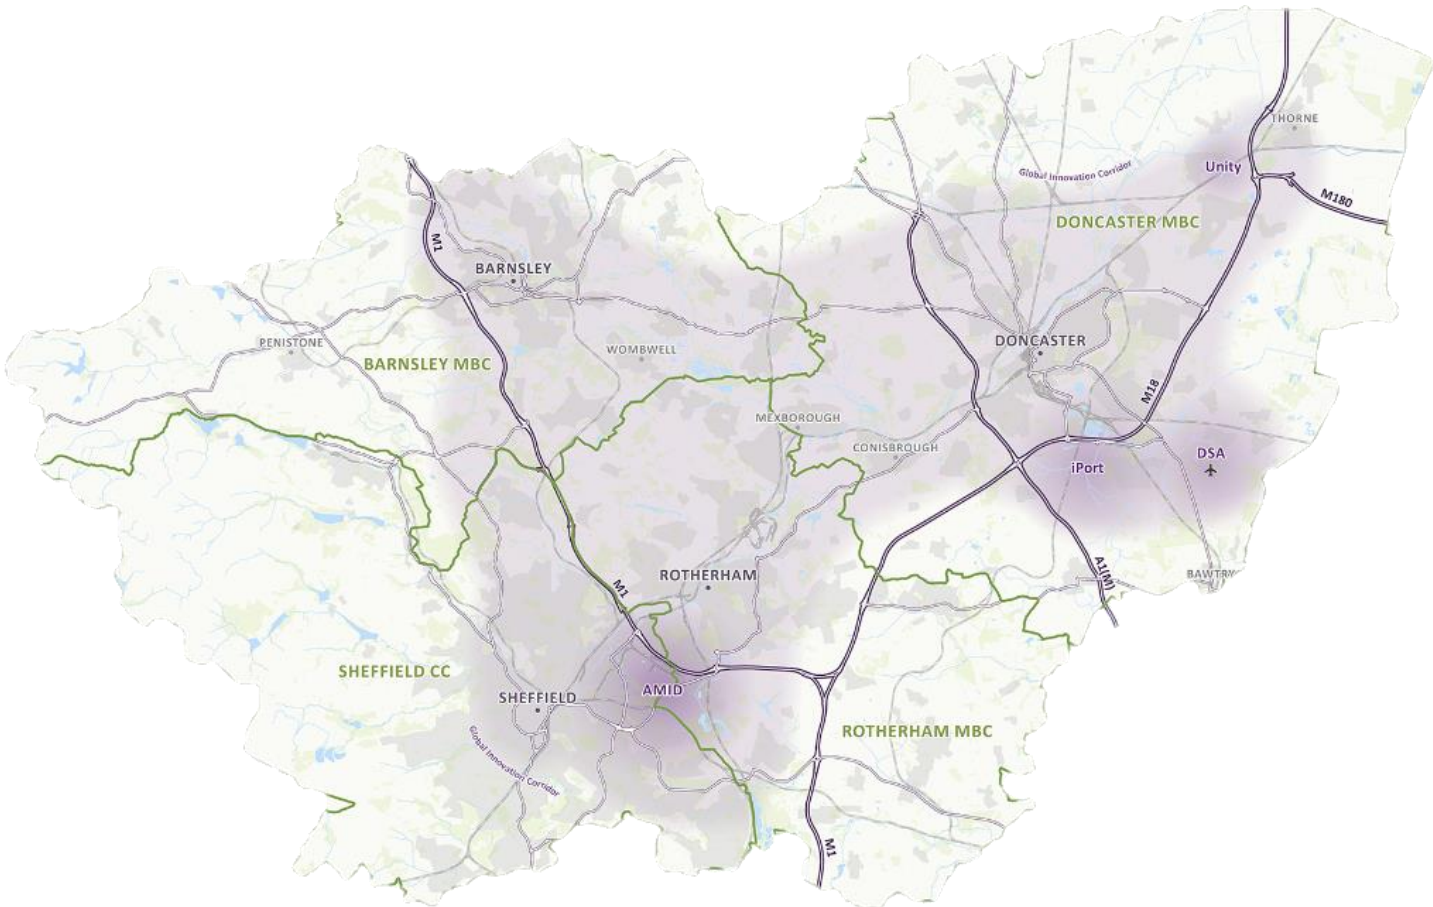 THORNE
Unity
Global Innovation Corridor
M180
DONCASTER MBC
M1
BARNSLEY
PENISTONE
BARNSLEY MBC
WOMBWELL
DONCASTER
M18
MEXBOROUGH
CONISBROUGH
iPort
DSA
ROTHERHAM
M1
A1(M)
BAWTRY
SHEFFIELD CC
SHEFFIELD
AMID
ROTHERHAM MBC
Global Innovation Corridor
M1